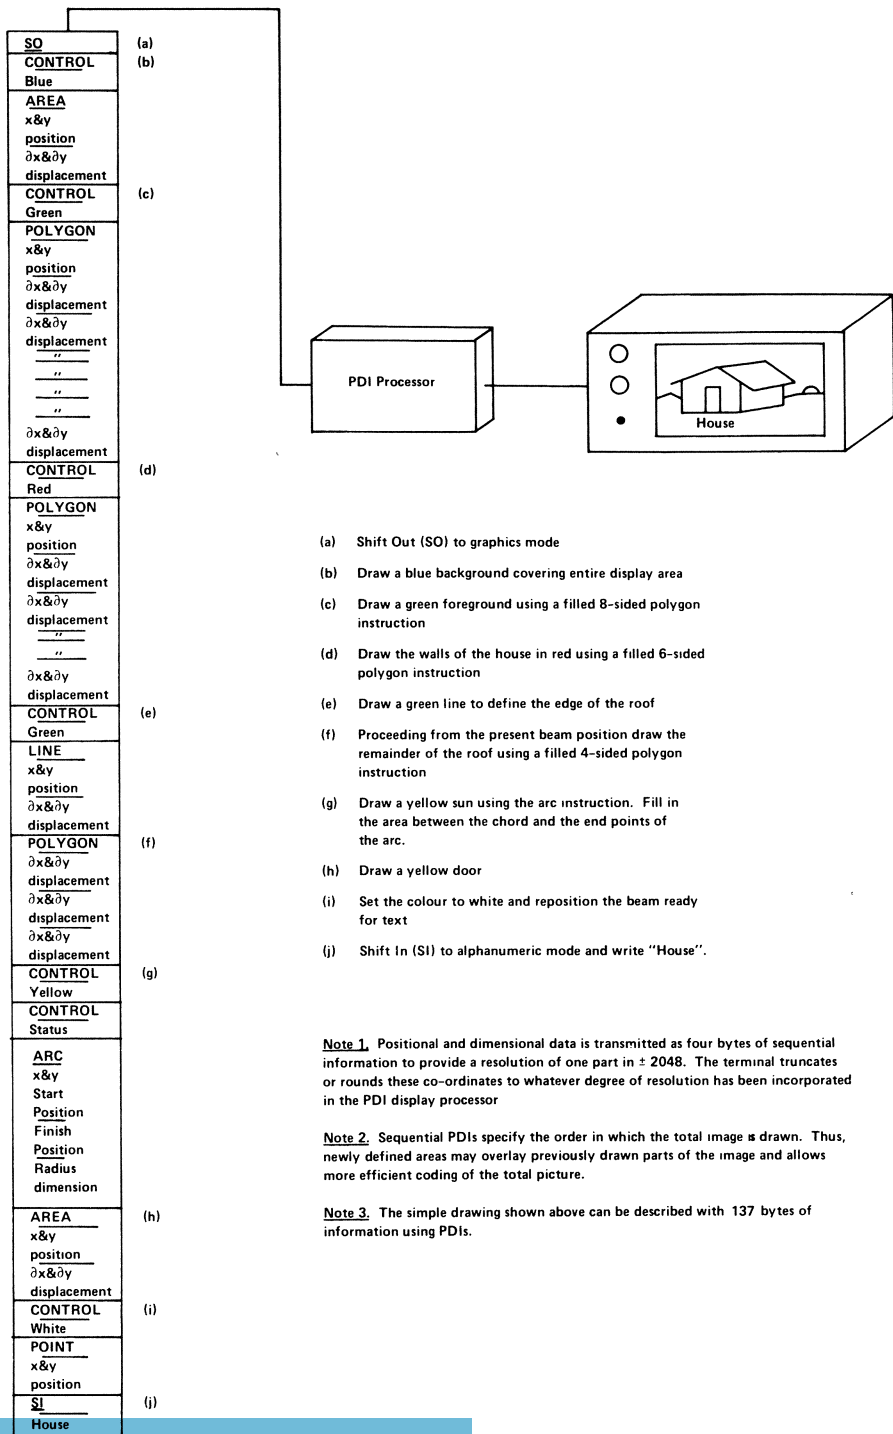 SO (a)
CONTROL (b)
Blue
AREA
x&y
position
∂x&∂y
displacement
CONTROL (c)
Green
POLYGON
x&y
position
∂x&∂y
displacement
∂x&∂y
displacement
"
"
"
"
∂x&∂y
displacement
CONTROL (d)
Red
POLYGON
x&y
position
∂x&∂y
displacement
∂x&∂y
displacement
"
"
∂x&∂y
displacement
CONTROL (e)
Green
LINE
x&y
position
∂x&∂y
displacement
POLYGON (f)
∂x&∂y
displacement
∂x&∂y
displacement
∂x&∂y
displacement
CONTROL (g)
Yellow
CONTROL
Status
ARC
x&y
Start
Position
Finish
Position
Radius
dimension
AREA (h)
x&y
position
∂x&∂y
displacement
CONTROL (i)
White
POINT
x&y
position
SI (j)
House
PDI Processor
House
(a) Shift Out (SO) to graphics mode
(b) Draw a blue background covering entire display area
(c) Draw a green foreground using a filled 8-sided polygon
instruction
(d) Draw the walls of the house in red using a filled 6-sided
polygon instruction
(e) Draw a green line to define the edge of the roof
(f) Proceeding from the present beam position draw the
remainder of the roof using a filled 4-sided polygon
instruction
(g) Draw a yellow sun using the arc instruction. Fill in
the area between the chord and the end points of
the arc.
(h) Draw a yellow door
(i) Set the colour to white and reposition the beam ready
for text
(j) Shift In (SI) to alphanumeric mode and write "House".
Note 1. Positional and dimensional data is transmitted as four bytes of sequential
information to provide a resolution of one part in ± 2048. The terminal truncates
or rounds these co-ordinates to whatever degree of resolution has been incorporated
in the PDI display processor
Note 2. Sequential PDIs specify the order in which the total image is drawn. Thus,
newly defined areas may overlay previously drawn parts of the image and allows
more efficient coding of the total picture.
Note 3. The simple drawing shown above can be described with 137 bytes of
information using PDIs.